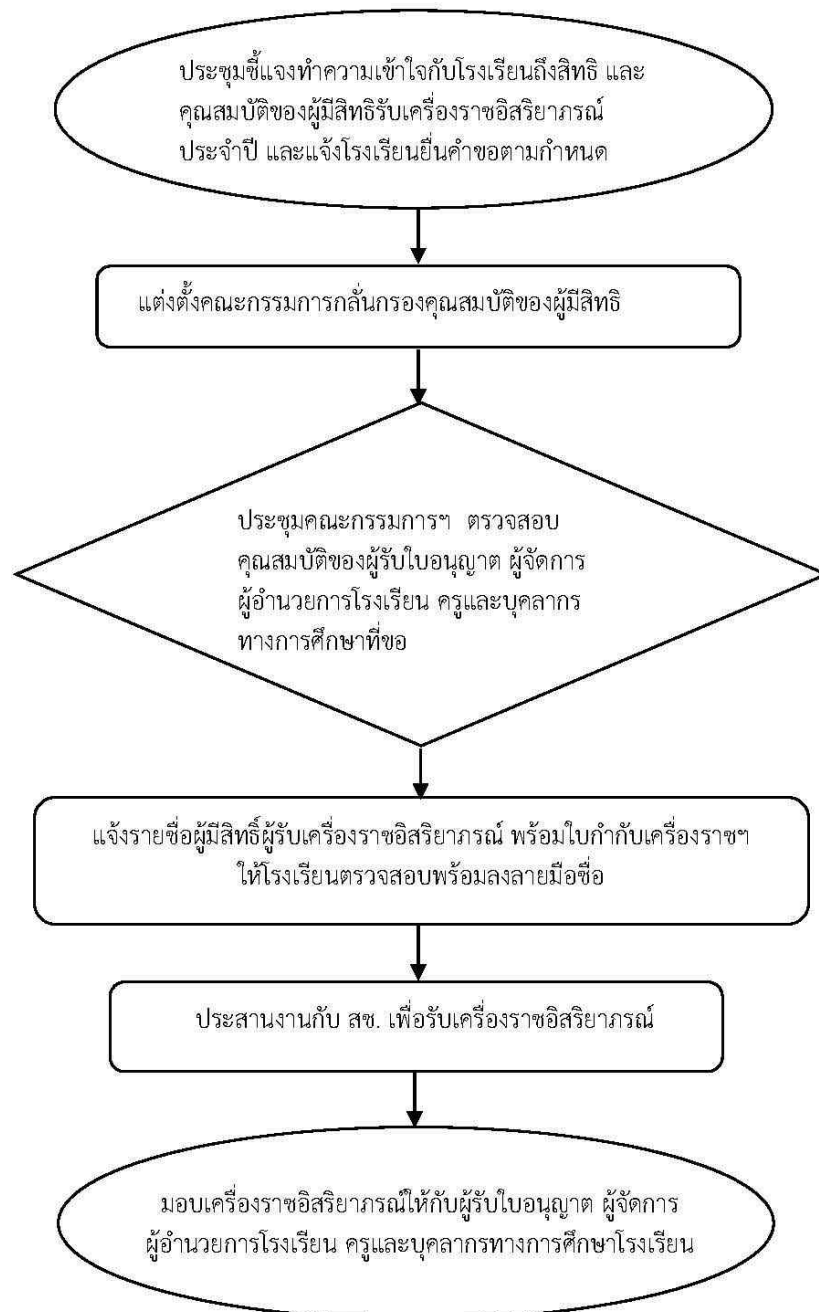 ประชุมชี้แจงทำความเข้าใจกับโรงเรียนถึงสิทธิ และ
คุณสมบัติของผู้มีสิทธิรับเครื่องราชอิสริยาภรณ์
ประจำปี และแจ้งโรงเรียนยื่นคำขอตามกำหนด
แต่งตั้งคณะกรรมการกลั่นกรองคุณสมบัติของผู้มีสิทธิ
ประชุมคณะกรรมการฯ ตรวจสอบ
คุณสมบัติของผู้รับใบอนุญาต ผู้จัดการ
ผู้อำนวยการโรงเรียน ครูและบุคลากร
ทางการศึกษาที่ขอ
แจ้งรายชื่อผู้มีสิทธิ์ผู้รับเครื่องราชอิสริยาภรณ์ พร้อมใบกำกับเครื่องราชฯ
ให้โรงเรียนตรวจสอบพร้อมลงลายมือชื่อ
ประสานงานกับ สช. เพื่อรับเครื่องราชอิสริยาภรณ์
มอบเครื่องราชอิสริยาภรณ์ให้กับผู้รับใบอนุญาต ผู้จัดการ
ผู้อำนวยการโรงเรียน ครูและบุคลากรทางการศึกษาโรงเรียน